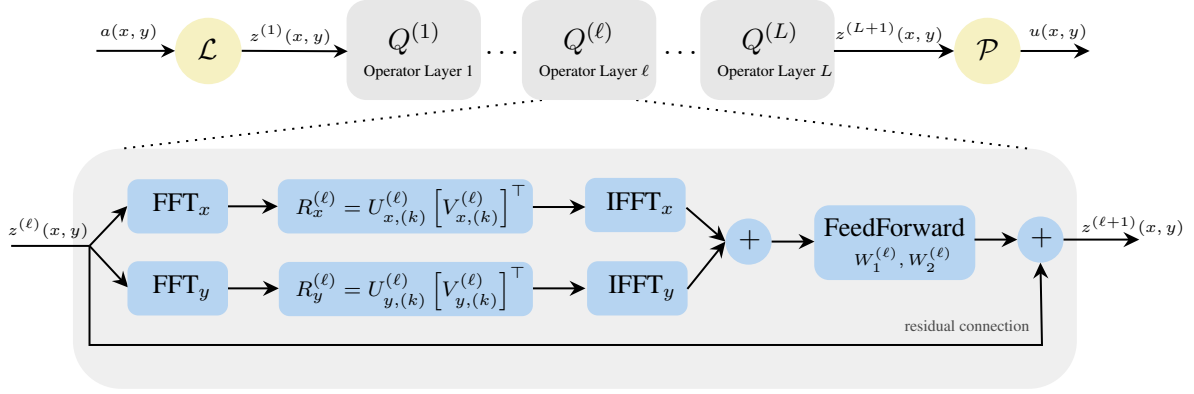 a(x, y) 𝓛 z^{(1)}(x, y) Q^{(1)} ··· Q^{(ℓ)} ··· Q^{(L)} z^{(L+1)}(x, y) 𝒫 u(x, y)
Operator Layer 1 Operator Layer ℓ Operator Layer L
FFT_x R_x^{(ℓ)} = U_{x,(k)}^{(ℓ)} [V_{x,(k)}^{(ℓ)}]^⊤ IFFT_x
z^{(ℓ)}(x, y) + FeedForward + z^{(ℓ+1)}(x, y)
W_1^{(ℓ)}, W_2^{(ℓ)}
FFT_y R_y^{(ℓ)} = U_{y,(k)}^{(ℓ)} [V_{y,(k)}^{(ℓ)}]^⊤ IFFT_y
residual connection